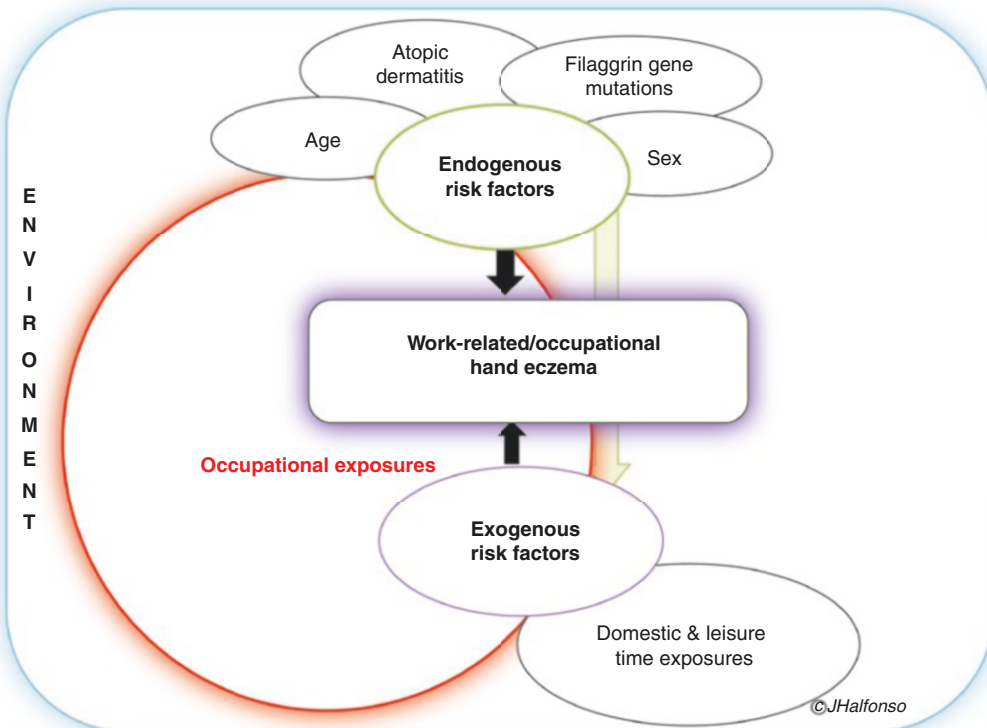 Atopic
dermatitis
Filaggrin gene
mutations
Age
Sex
Endogenous
risk factors
ENVIRONMENT
Work-related/occupational
hand eczema
Occupational exposures
Exogenous
risk factors
Domestic & leisure
time exposures
© JHalfonso